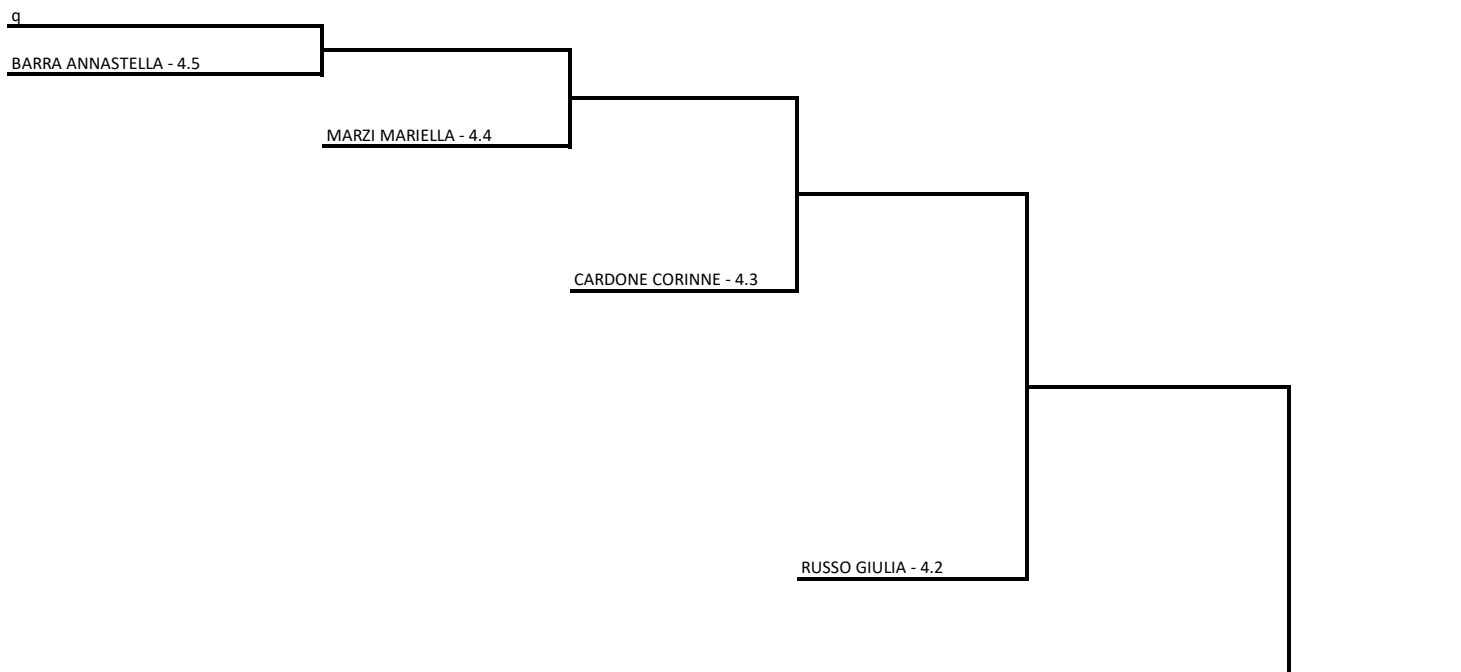 q
BARRA ANNASTELLA - 4.5
MARZI MARIELLA - 4.4
CARDONE CORINNE - 4.3
RUSSO GIULIA - 4.2